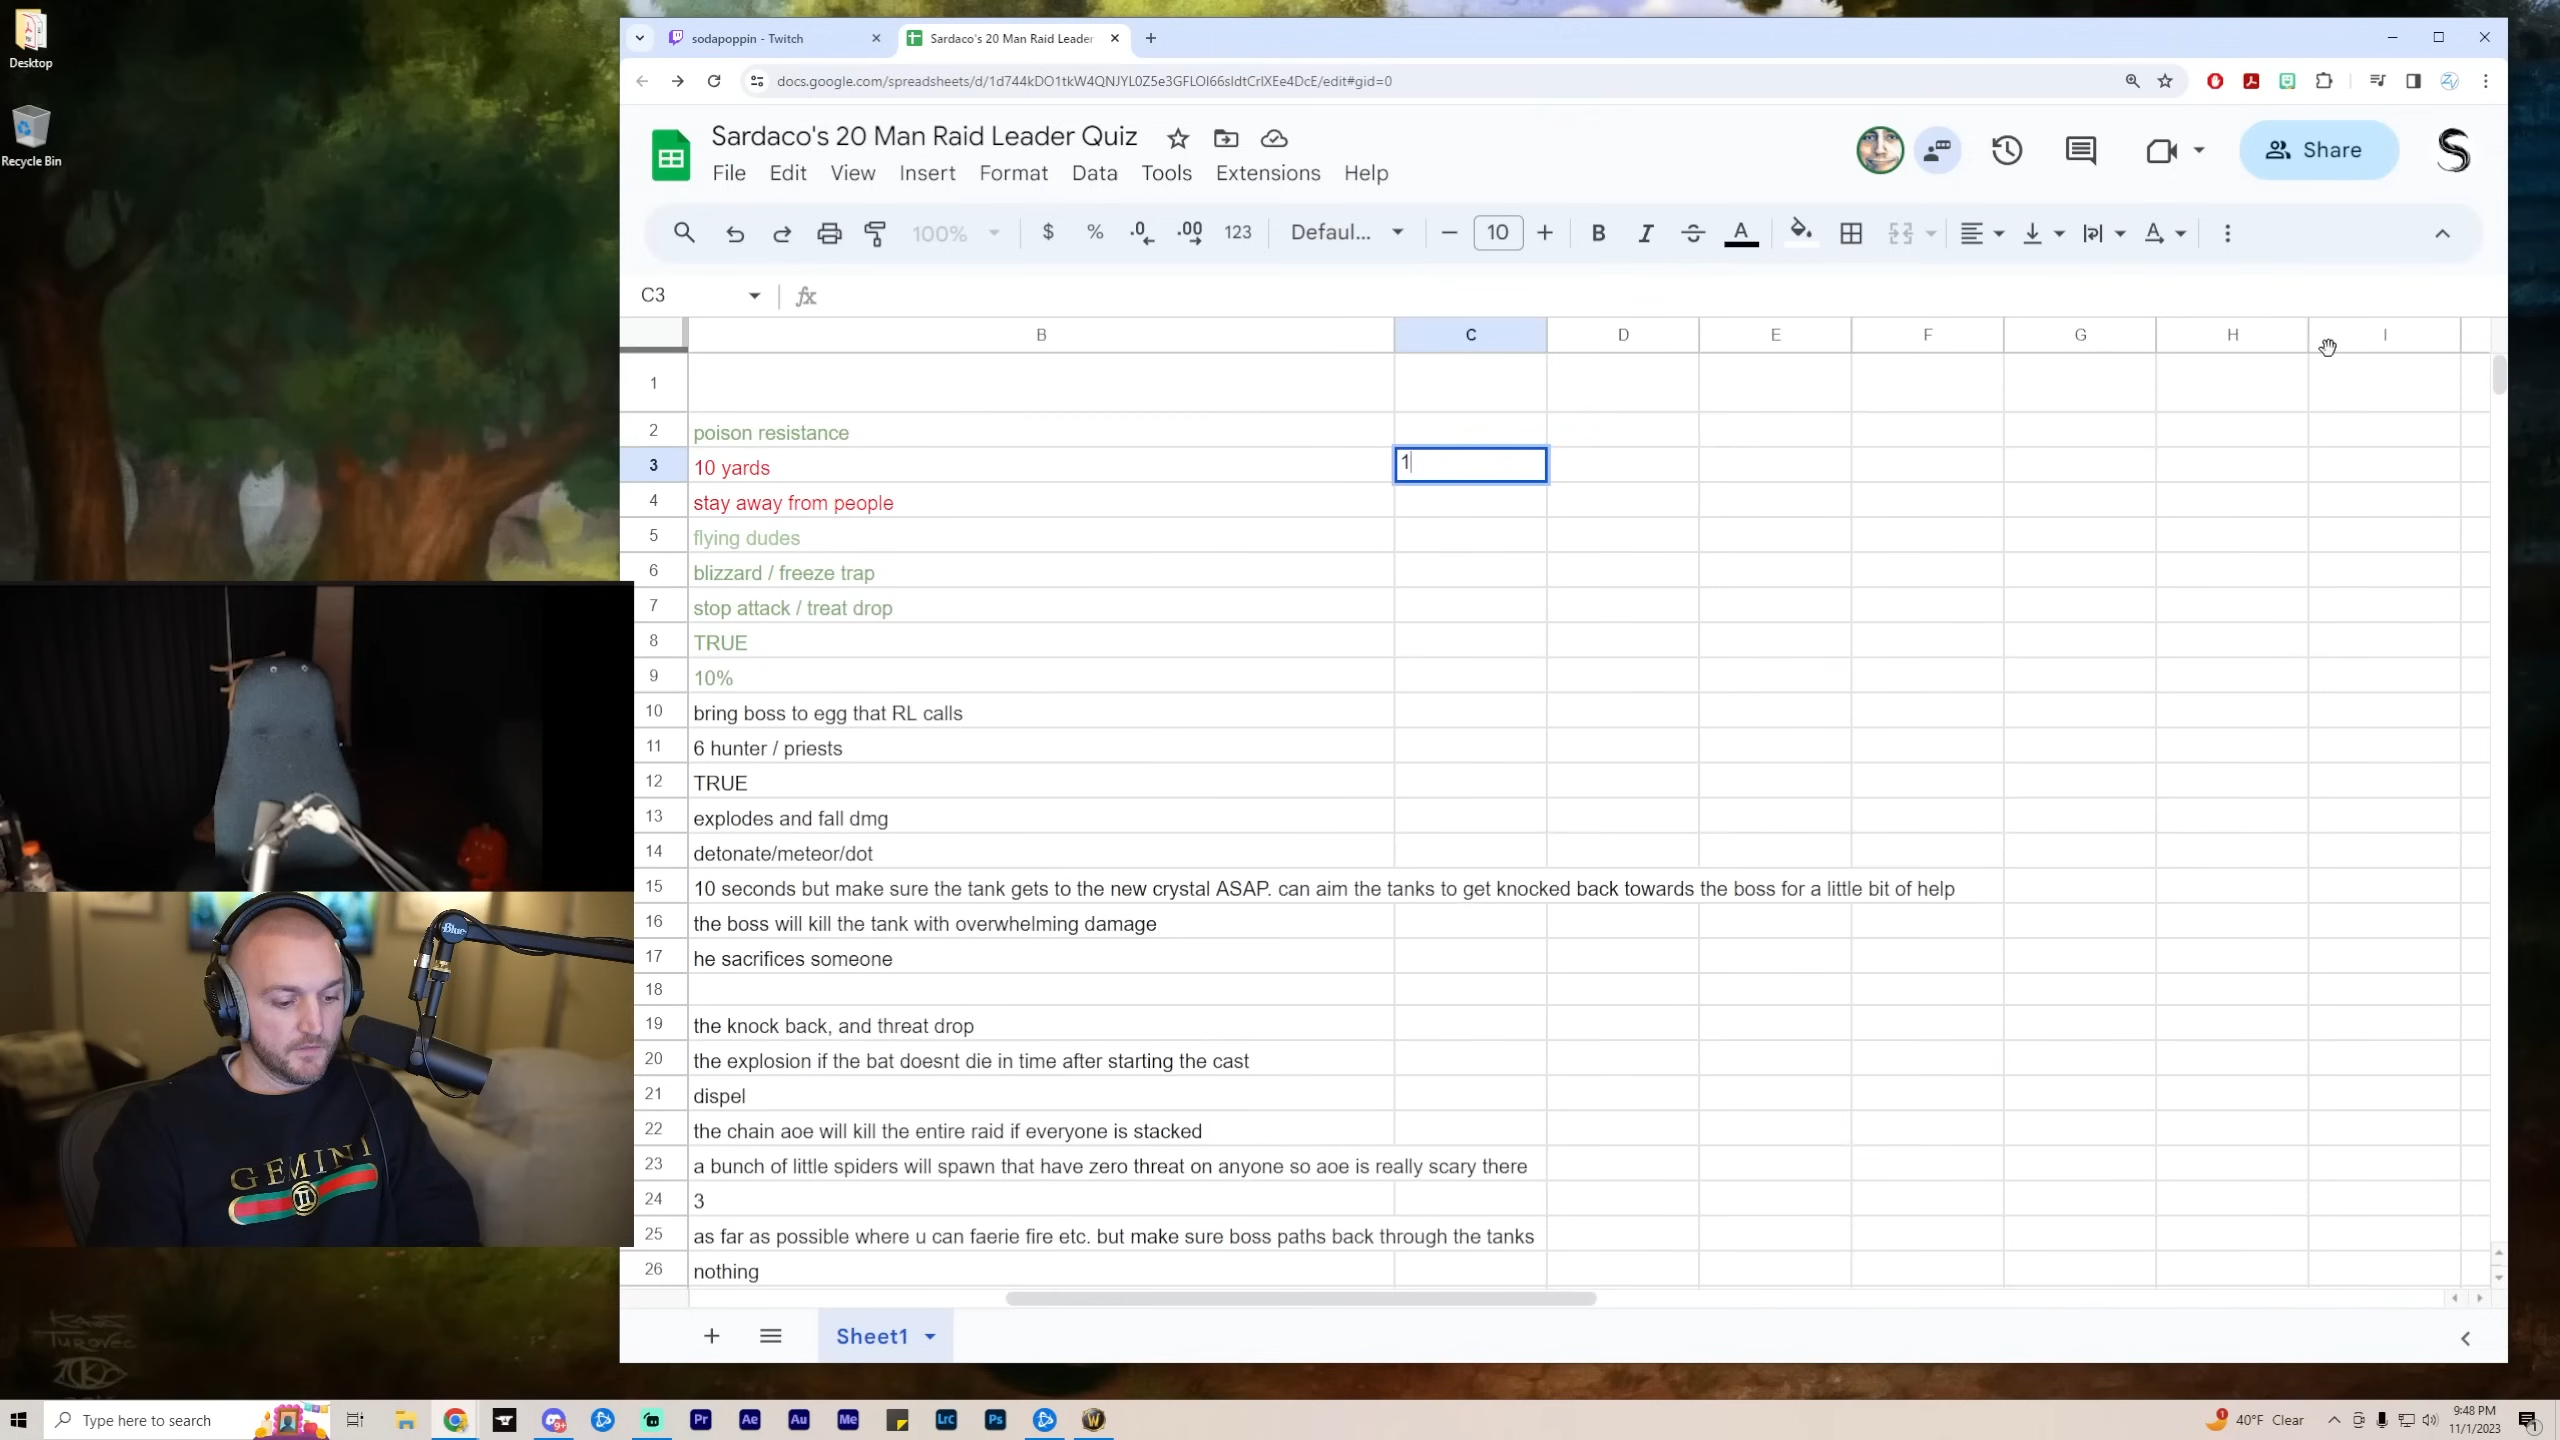 Desktop
Recycle Bin
sodapoppin - Twitch
Sardaco's 20 Man Raid Leader
docs.google.com/spreadsheets/d/1d744kDO1tkW4QNJYL0Z5e3GFLOI66sIdtCrlXEe4DcE/edit#gid=0
Sardaco's 20 Man Raid Leader Quiz
File Edit View Insert Format Data Tools Extensions Help
Share
100% $ % .0 .00 123 Defaul... 10 B I A
C3 fx
B C D E F G H I
1
2 poison resistance
3 10 yards 1
4 stay away from people
5 flying dudes
6 blizzard / freeze trap
7 stop attack / treat drop
8 TRUE
9 10%
10 bring boss to egg that RL calls
11 6 hunter / priests
12 TRUE
13 explodes and fall dmg
14 detonate/meteor/dot
15 10 seconds but make sure the tank gets to the new crystal ASAP. can aim the tanks to get knocked back towards the boss for a little bit of help
16 the boss will kill the tank with overwhelming damage
17 he sacrifices someone
18
19 the knock back, and threat drop
20 the explosion if the bat doesnt die in time after starting the cast
21 dispel
22 the chain aoe will kill the entire raid if everyone is stacked
23 a bunch of little spiders will spawn that have zero threat on anyone so aoe is really scary there
24 3
25 as far as possible where u can faerie fire etc. but make sure boss paths back through the tanks
26 nothing
Sheet1
Blue
GEMINI
KAZ
TUROVEC
Type here to search
Pr Ae Au Me LrC Ps
40°F Clear
9:48 PM
11/1/2023